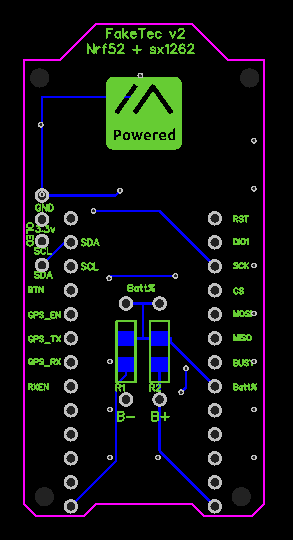 FakeTec v2
Nrf52 + sx1262
Powered
GND
OLED
3.3v
SCL
SDA
SDA
SCL
BTN
GPS_EN
GPS_TX
GPS_RX
RXEN
RST
DIO1
SCK
CS
MOSI
MISO
BUSY
Batt%
Batt%
R1
R2
B-
B+